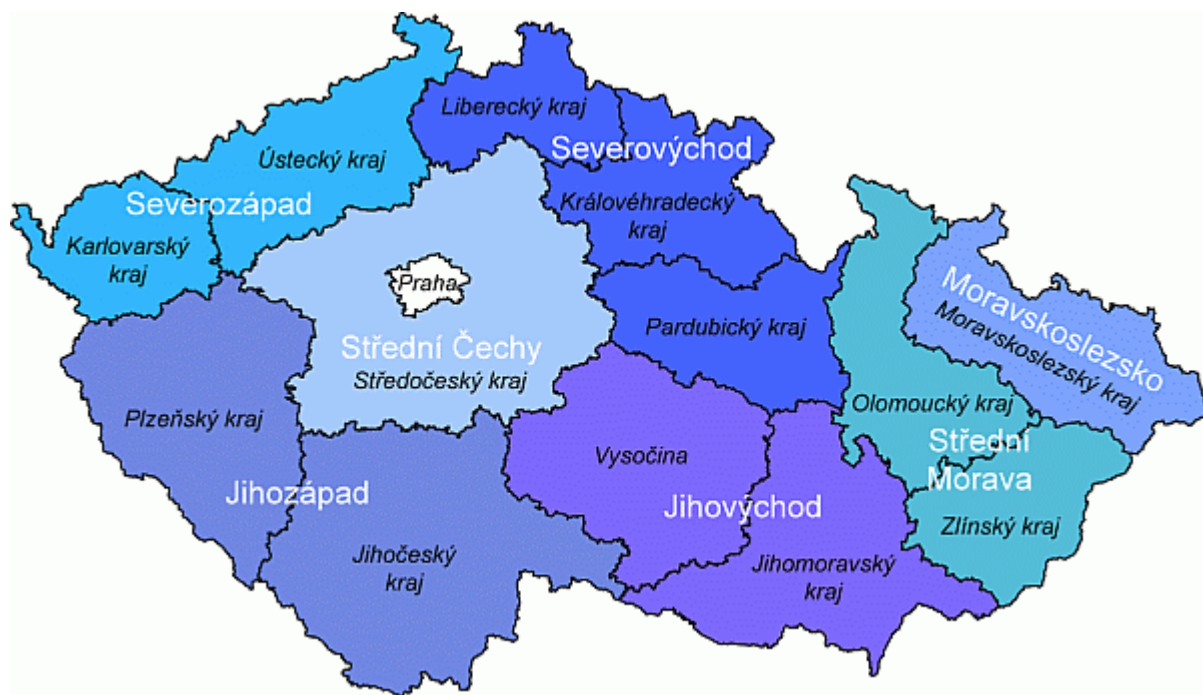 Liberecký kraj
Severovýchod
Ústecký kraj
Severozápad
Královéhradecký
kraj
Karlovarský
kraj
Praha
Moravskoslezsko
Moravskoslezský kraj
Pardubický kraj
Střední Čechy
Středočeský kraj
Plzeňský kraj
Olomoucký kraj
Střední
Morava
Vysočina
Jihozápad
Jihovýchod
Zlínský kraj
Jihočeský
kraj
Jihomoravský
kraj